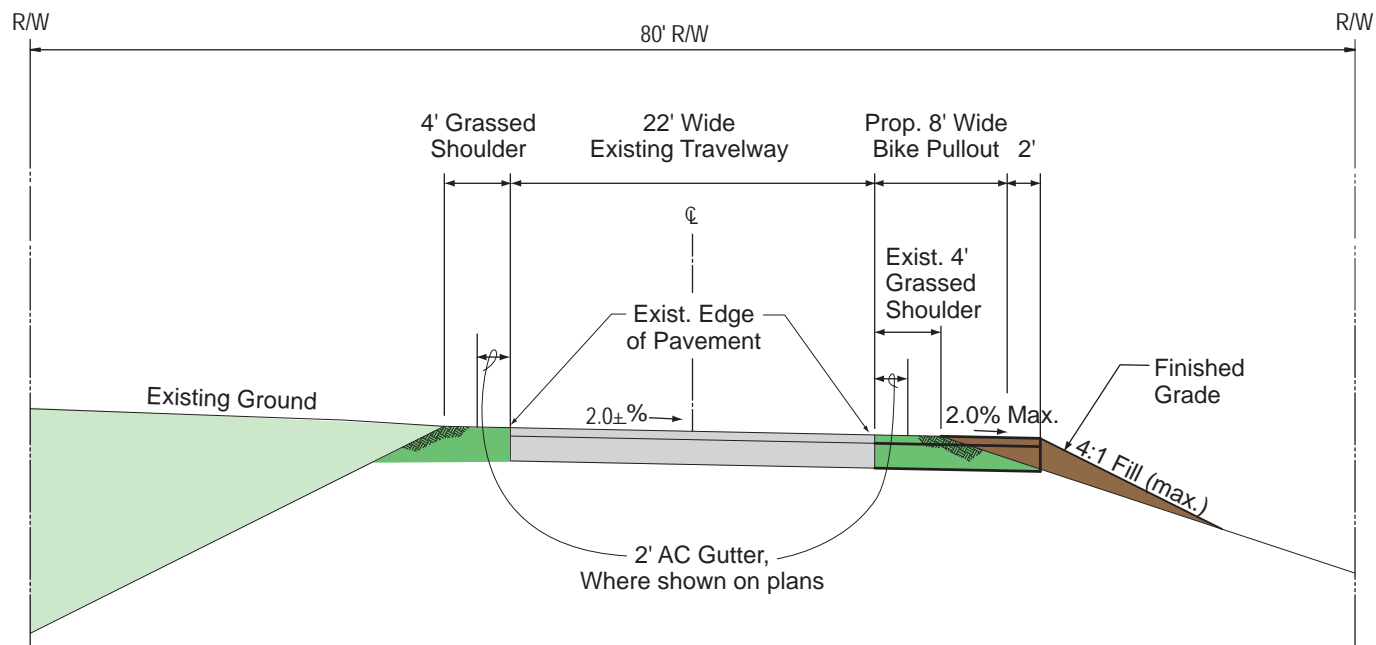 R/W
R/W
80' R/W
4' Grassed
Shoulder
22' Wide
Existing Travelway
Prop. 8' Wide
Bike Pullout
2'
℄
Exist. 4'
Grassed
Shoulder
Exist. Edge
of Pavement
Finished
Grade
Existing Ground
2.0±%
2.0% Max.
4:1 Fill (max.)
2' AC Gutter,
Where shown on plans